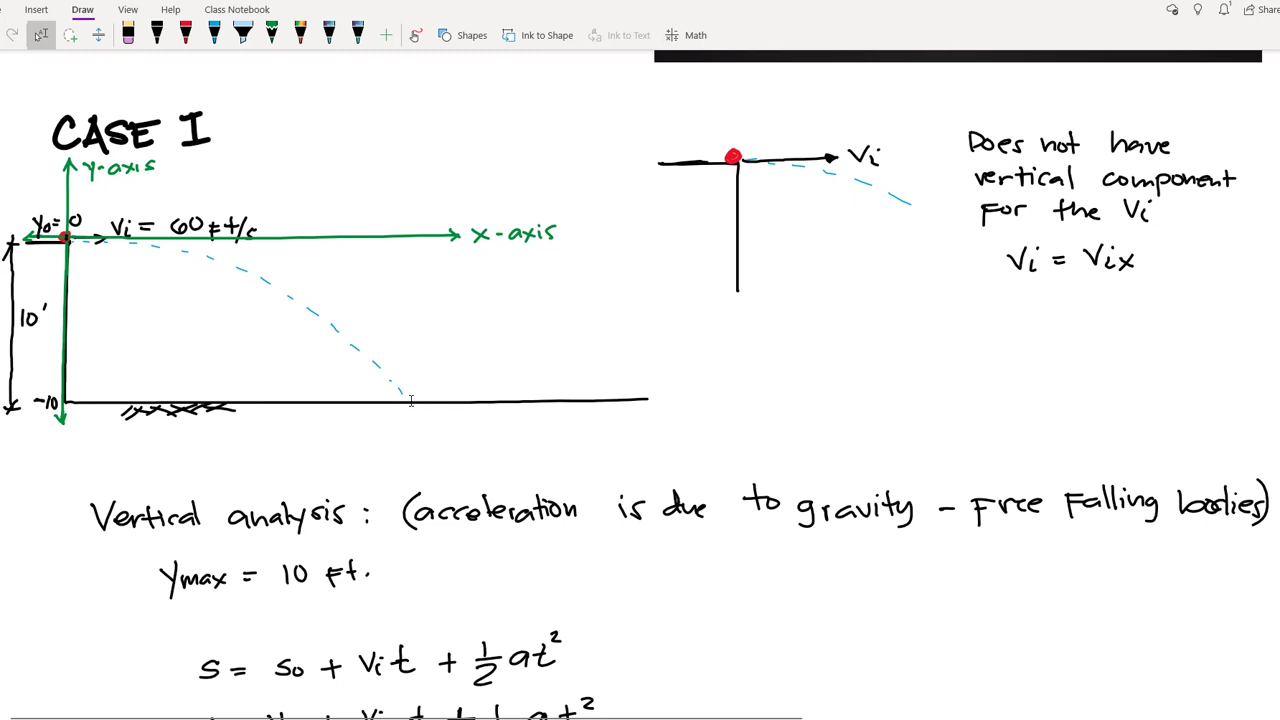 Insert Draw View Help Class Notebook Share
Shapes Ink to Shape Ink to Text Math
CASE I
y-axis
y₀=0 Vi = 60 ft/s
x-axis
10'
-10
Vi
Does not have
vertical component
for the Vi
Vi = Vix
Vertical analysis: (acceleration is due to gravity - Free Falling bodies)
ymax = 10 ft.
s = s₀ + Vit + 1/2 at²